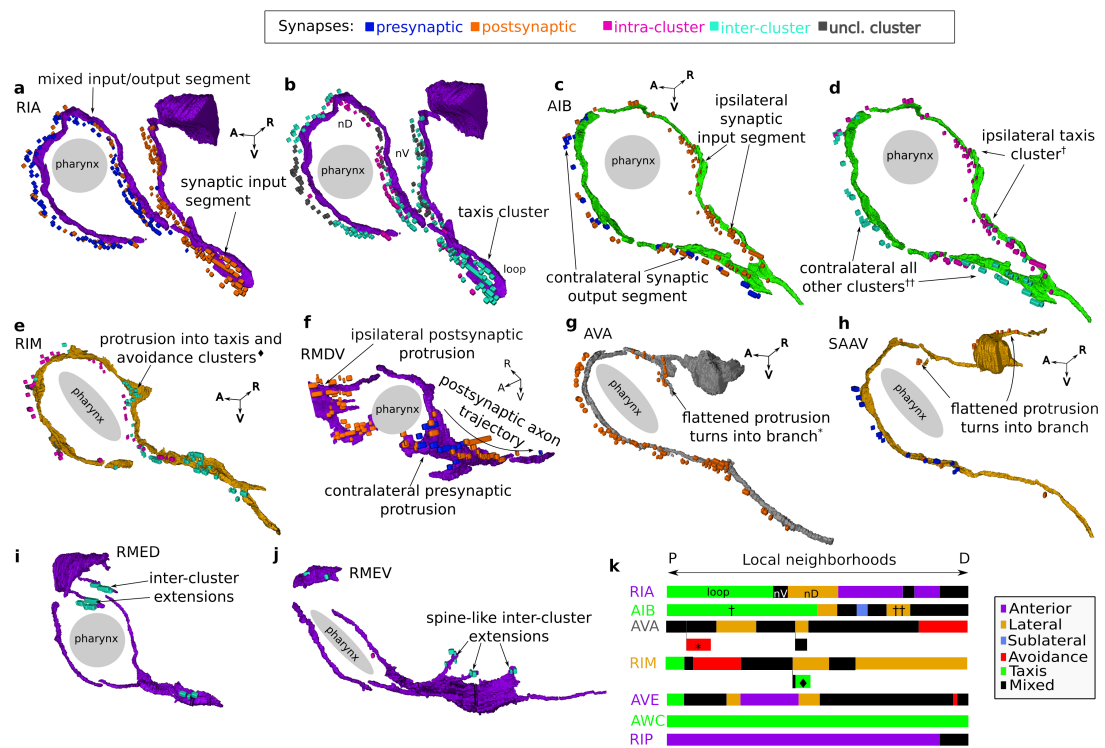 Synapses: presynaptic postsynaptic intra-cluster inter-cluster uncl. cluster
a
mixed input/output segment
RIA
pharynx
A R V
synaptic input
segment
b
nD
nV
pharynx
taxis cluster
loop
c
AIB
A R V
ipsilateral
synaptic
input segment
pharynx
contralateral synaptic
output segment
d
pharynx
ipsilateral taxis
cluster†
contralateral all
other clusters††
e
RIM
protrusion into taxis and
avoidance clusters♦
pharynx
A R V
f
ipsilateral postsynaptic
protrusion
RMDV
R A V
pharynx
postsynaptic axon
trajectory
contralateral presynaptic
protrusion
g
AVA
pharynx
A R V
flattened protrusion
turns into branch*
h
SAAV
A R V
pharynx
flattened protrusion
turns into branch
i
RMED
inter-cluster
extensions
pharynx
j
RMEV
pharynx
spine-like inter-cluster
extensions
k
P Local neighborhoods D
RIA loop nV nD
AIB † ††
AVA
*
RIM
♦
AVE
AWC
RIP
Anterior
Lateral
Sublateral
Avoidance
Taxis
Mixed